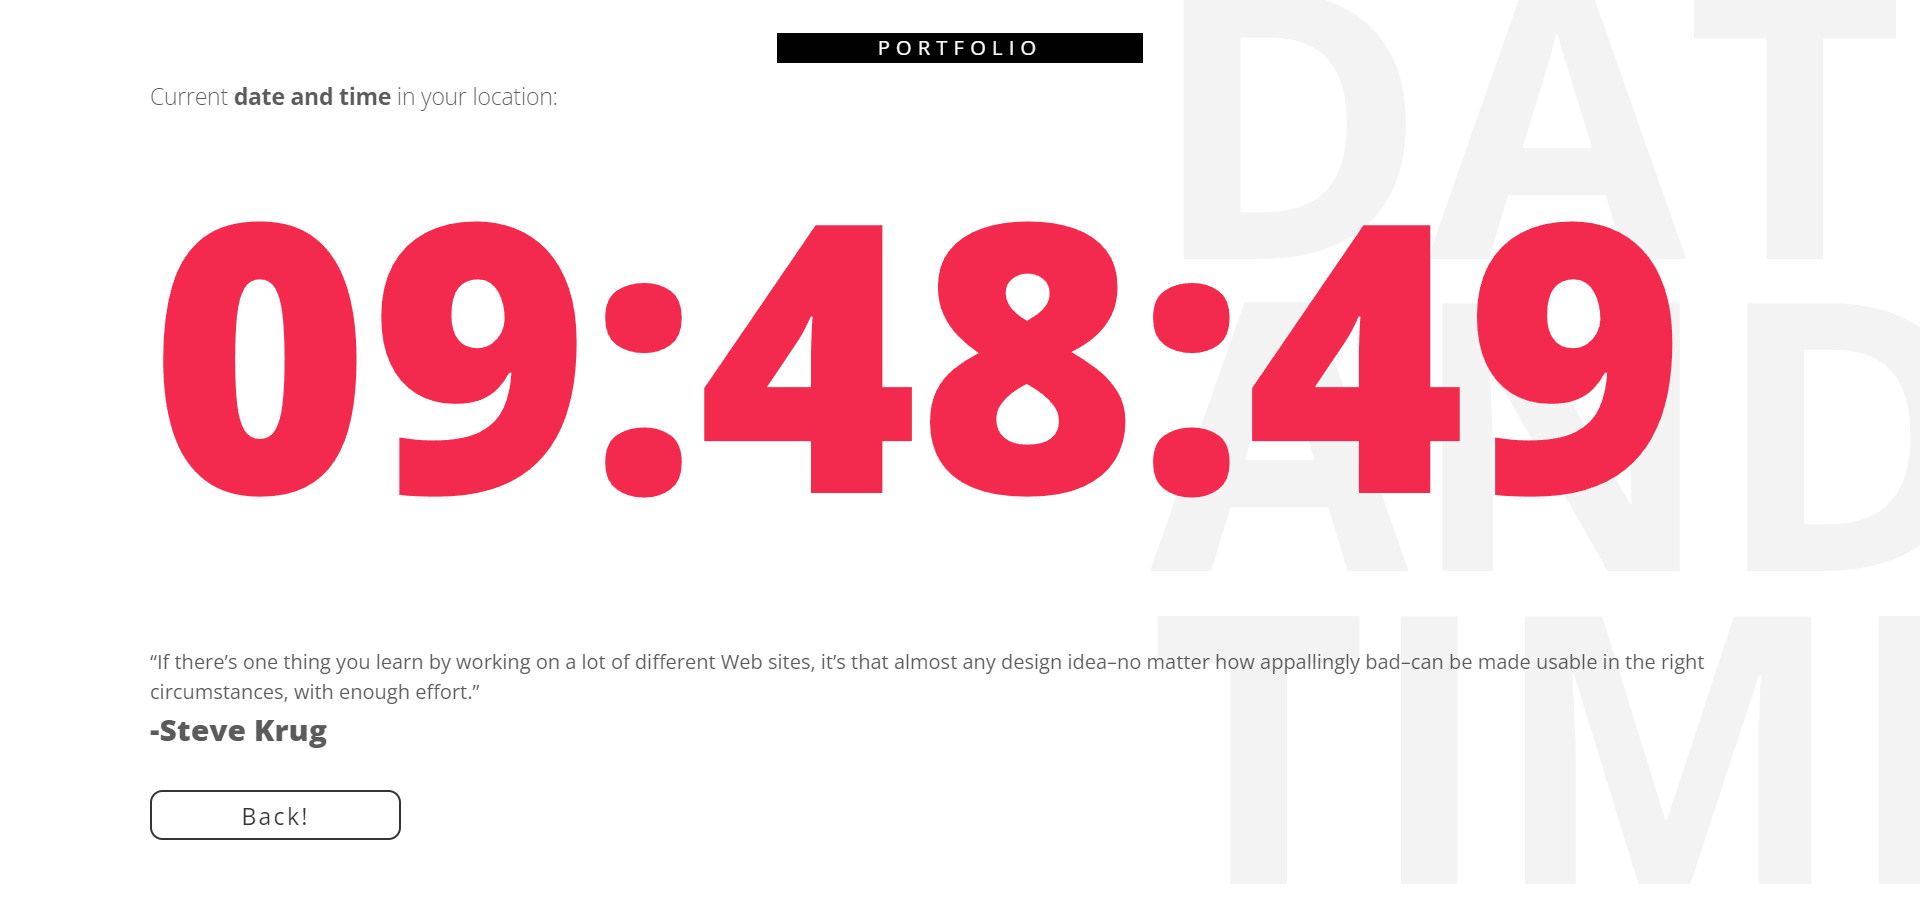 PORTFOLIO
Current date and time in your location:
09:48:49
“If there’s one thing you learn by working on a lot of different Web sites, it’s that almost any design idea–no matter how appallingly bad–can be made usable in the right
circumstances, with enough effort.”
-Steve Krug
Back!
DAT
AND
TIM